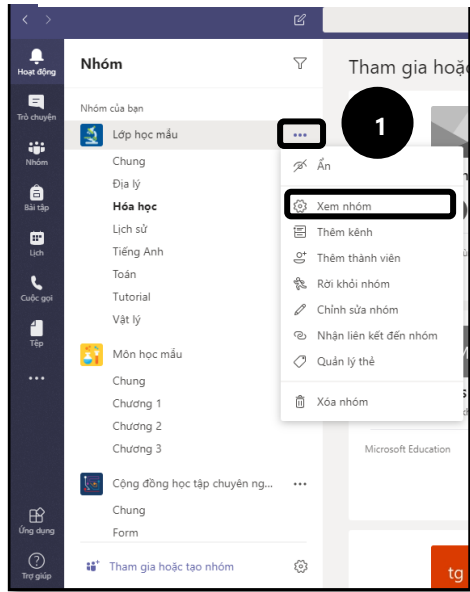 Hoạt động
Trò chuyện
Nhóm
Bài tập
Lịch
Cuộc gọi
Tệp
Ứng dụng
Trợ giúp
Nhóm
Nhóm của bạn
Lớp học mẫu
Chung
Địa lý
Hóa học
Lịch sử
Tiếng Anh
Toán
Tutorial
Vật lý
Môn học mẫu
Chung
Chương 1
Chương 2
Chương 3
Cộng đồng học tập chuyên ng...
Chung
Form
Tham gia hoặc tạo nhóm
1
Ẩn
Xem nhóm
Thêm kênh
Thêm thành viên
Rời khỏi nhóm
Chỉnh sửa nhóm
Nhận liên kết đến nhóm
Quản lý thẻ
Xóa nhóm
Tham gia hoặc
Microsoft Education
tg